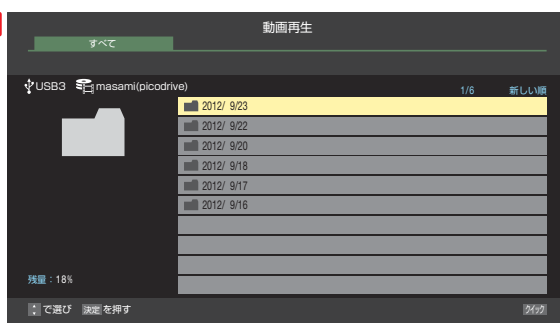 動画再生
すべて
USB3 masami(picodrive) 1/6 新しい順
2012/ 9/23
2012/ 9/22
2012/ 9/20
2012/ 9/18
2012/ 9/17
2012/ 9/16
残量：18%
で選び 決定 を押す クイック